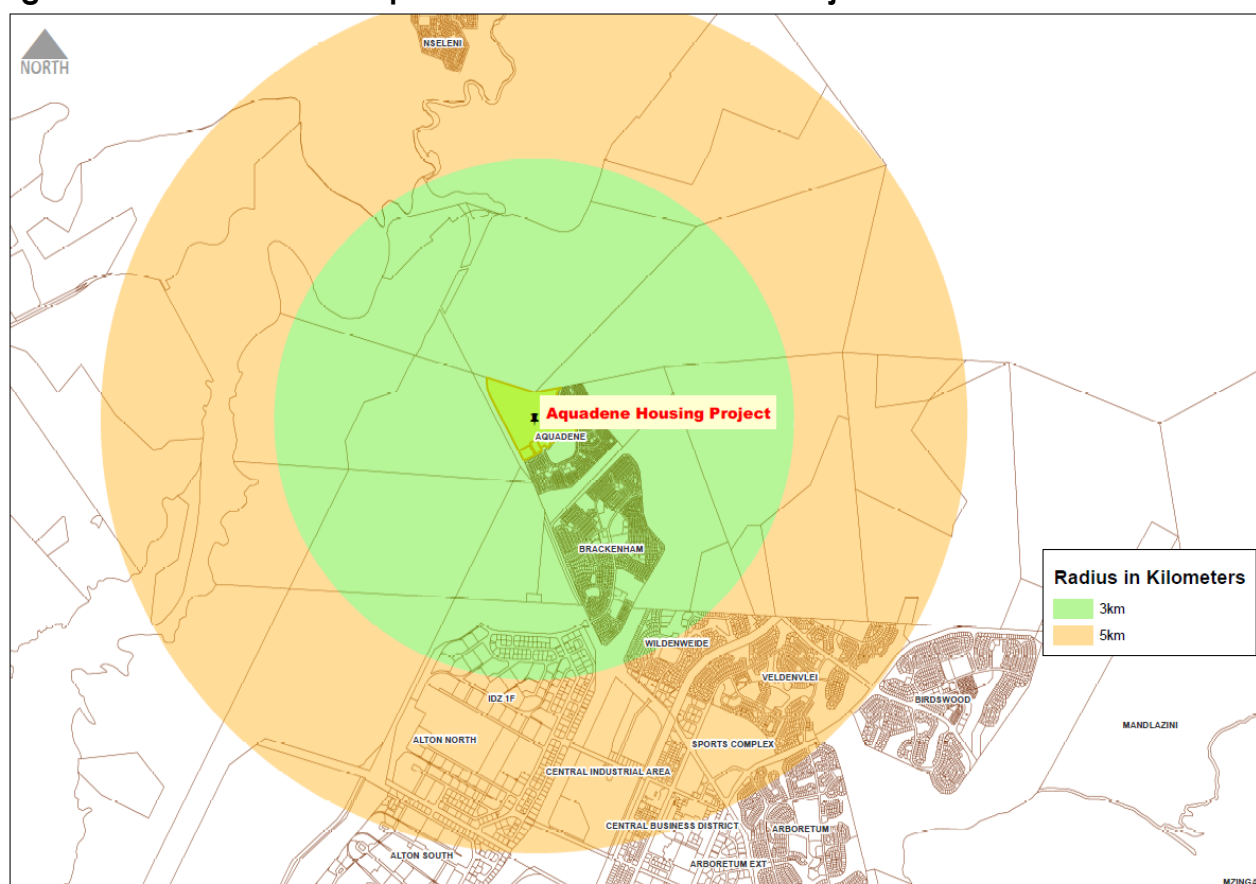 NSELENI
NORTH
Aquadene Housing Project
AQUADENE
BRACKENHAM
Radius in Kilometers
3km
5km
WILDENWEIDE
VELDENVLEI
IDZ 1F
BIRDSWOOD
MANDLAZINI
ALTON NORTH
SPORTS COMPLEX
CENTRAL INDUSTRIAL AREA
CENTRAL BUSINESS DISTRICT
ARBORETUM
ALTON SOUTH
ARBORETUM EXT